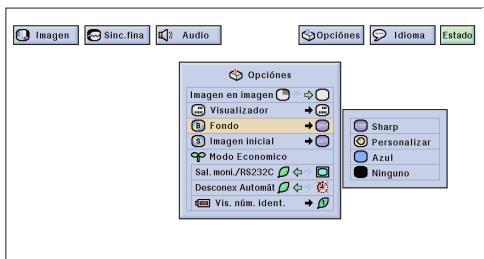 Imagen Sinc.fina Audio Opciónes Idioma Estado
Opciónes
Imagen en imagen
Visualizador
B Fondo
S Imagen inicial
Modo Economico
Sal. moni./RS232C
Desconex Automát
Vis. núm. ident. 1
Sharp
Personalizar
Azul
Ninguno